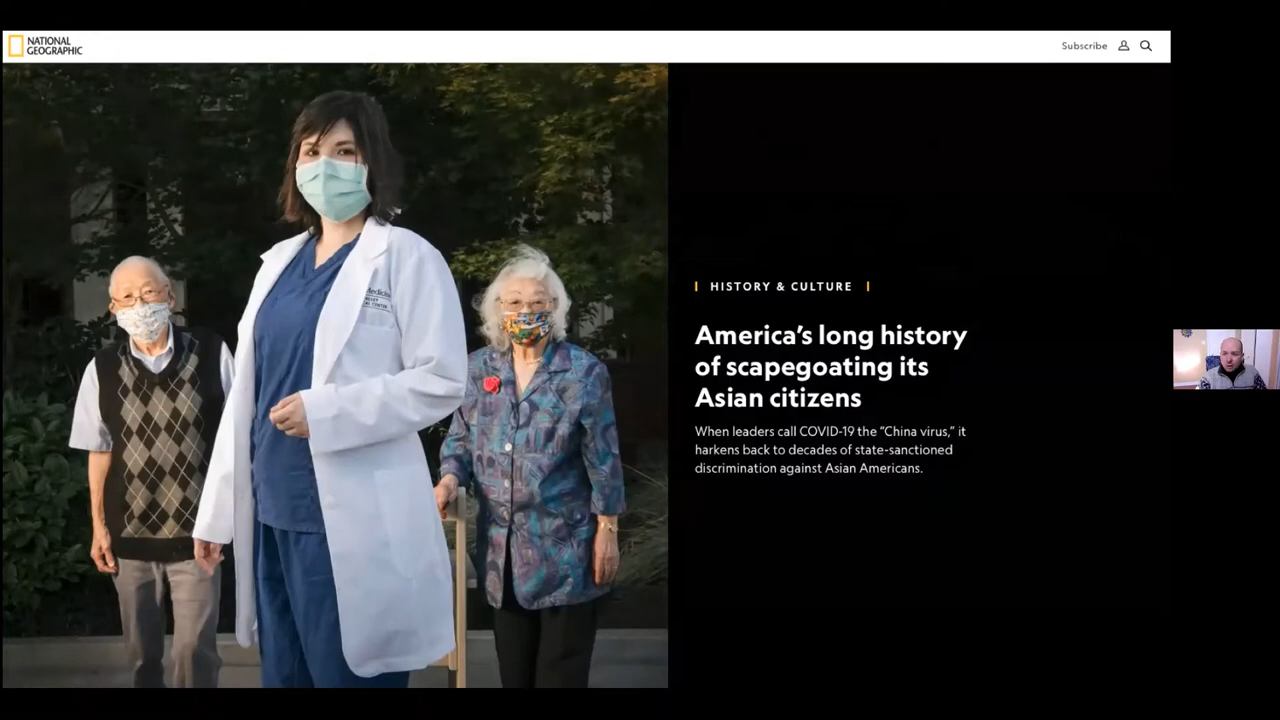 NATIONAL
GEOGRAPHIC
Subscribe
HISTORY & CULTURE
America's long history
of scapegoating its
Asian citizens
When leaders call COVID-19 the “China virus,” it
harkens back to decades of state-sanctioned
discrimination against Asian Americans.
Medicine